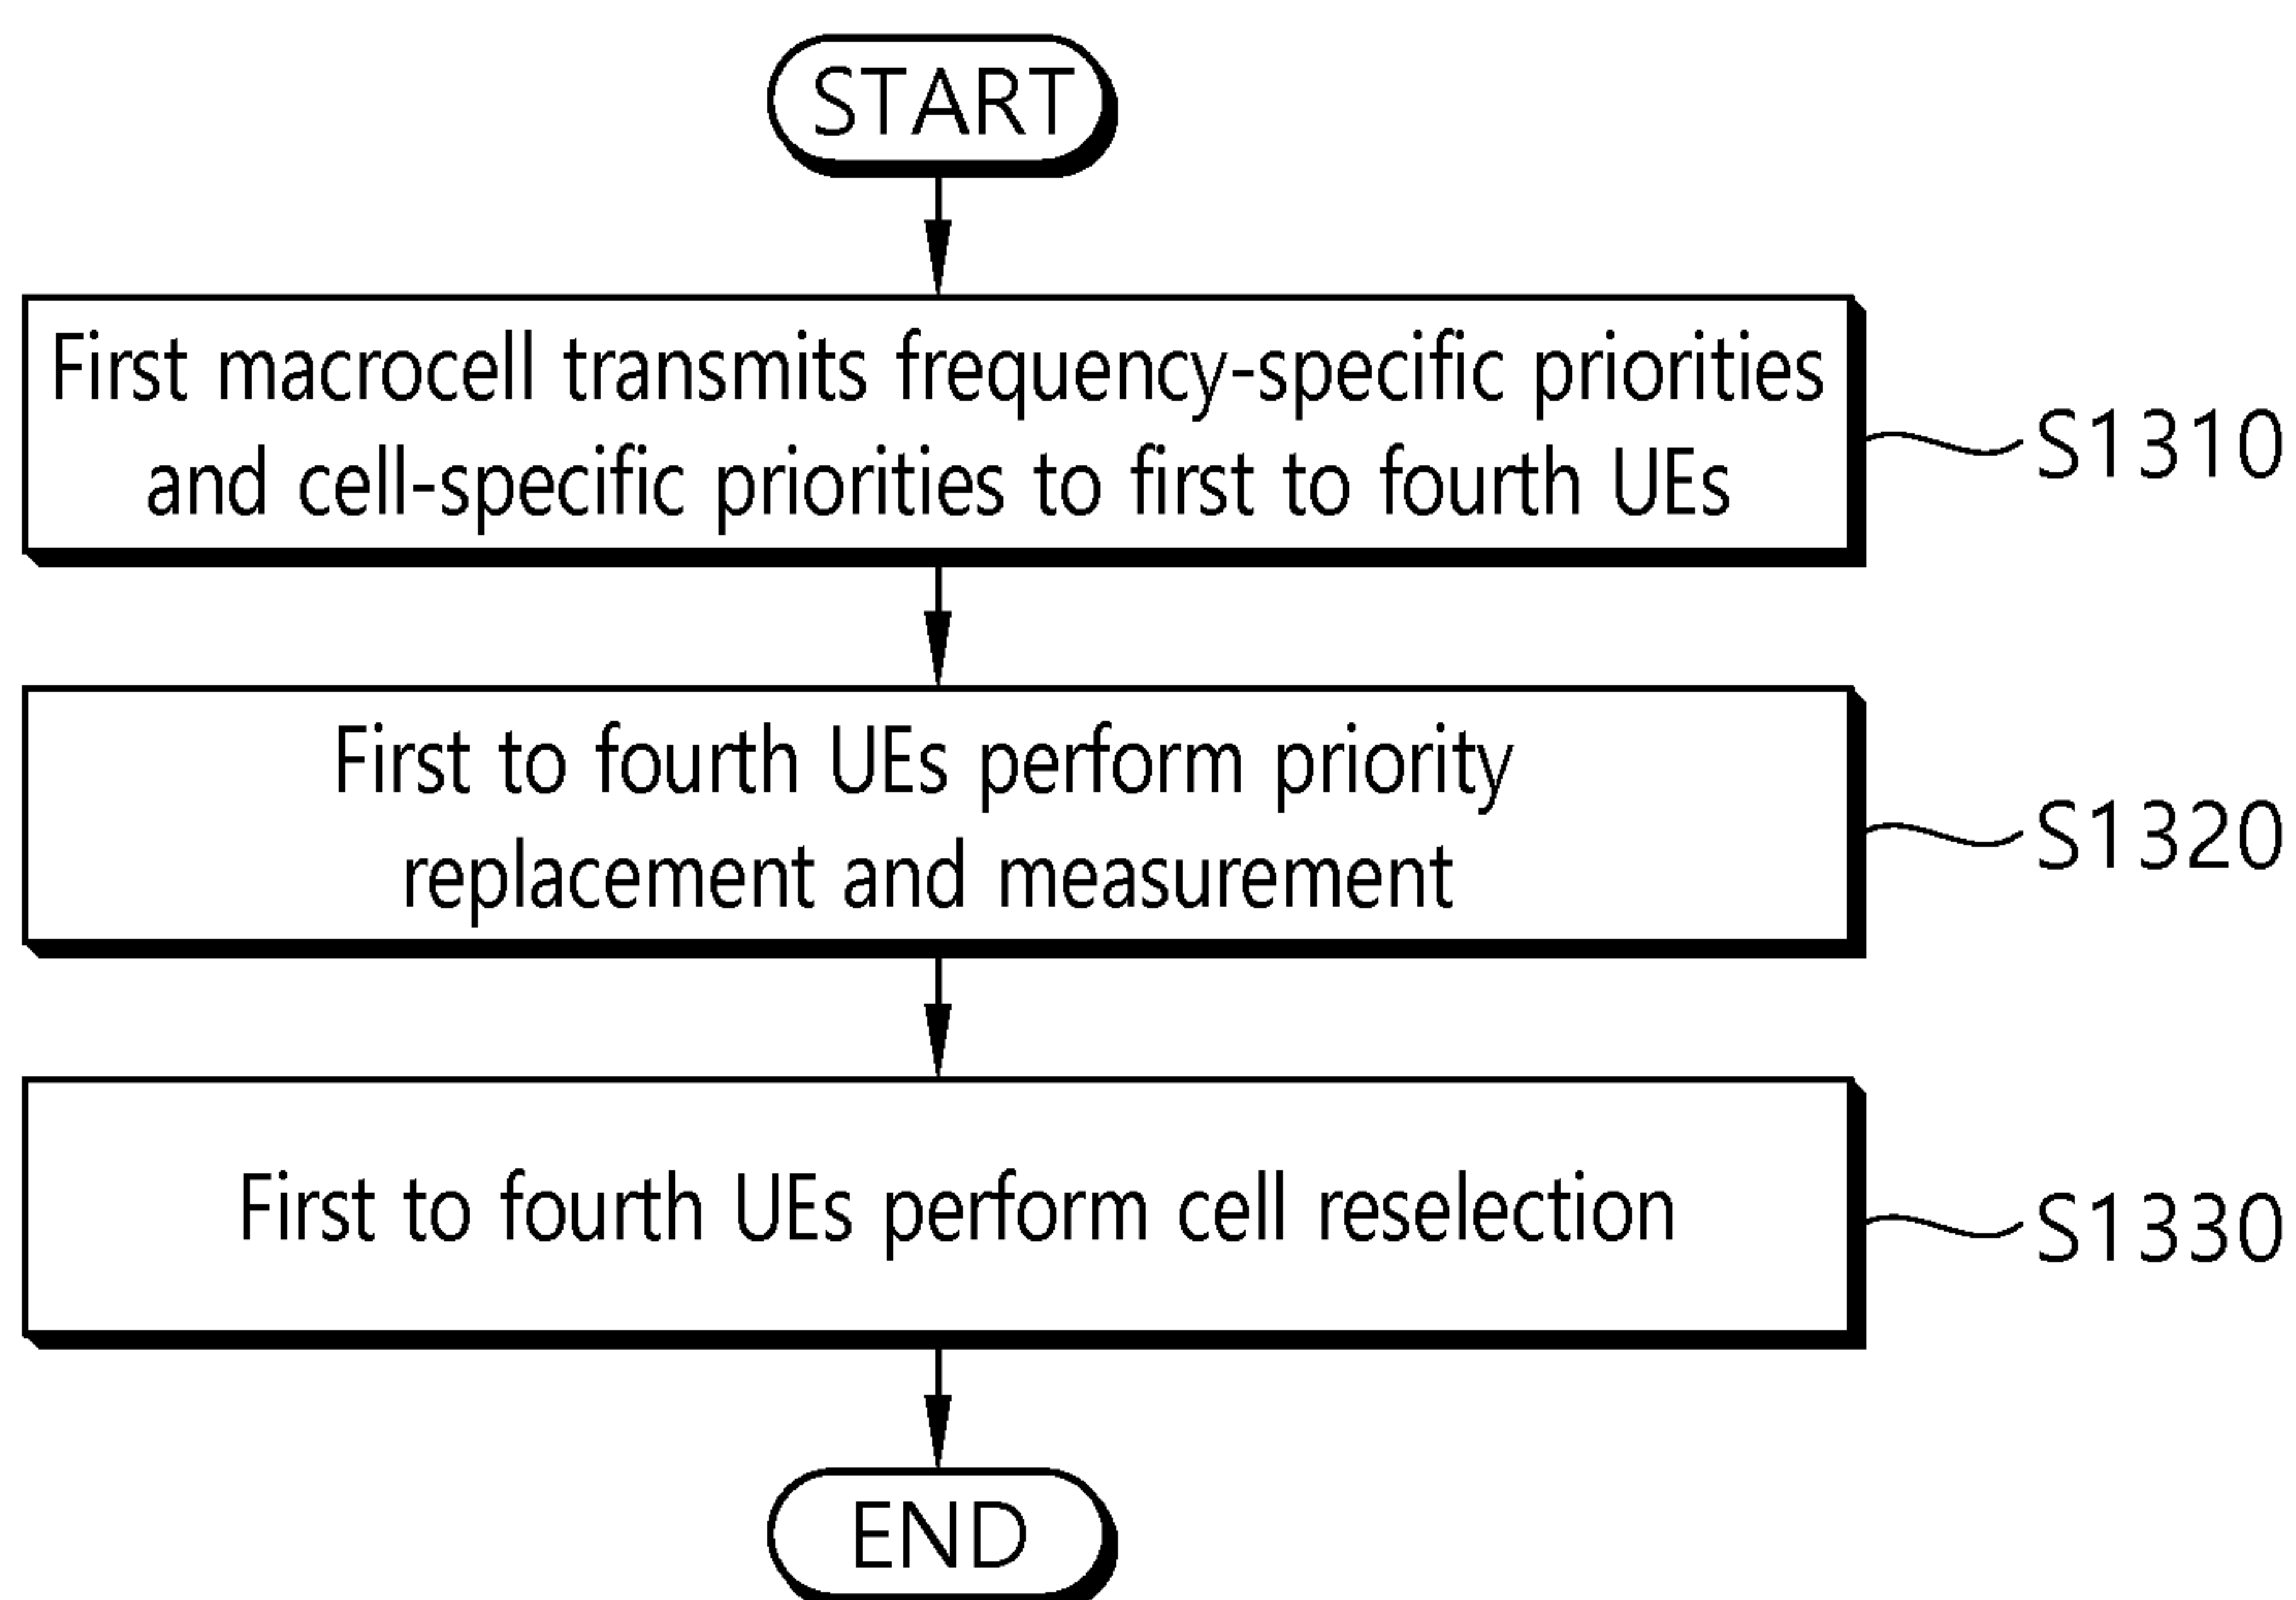 START
First macrocell transmits frequency-specific priorities
and cell-specific priorities to first to fourth UEs
S1310
First to fourth UEs perform priority
replacement and measurement
S1320
First to fourth UEs perform cell reselection
S1330
END